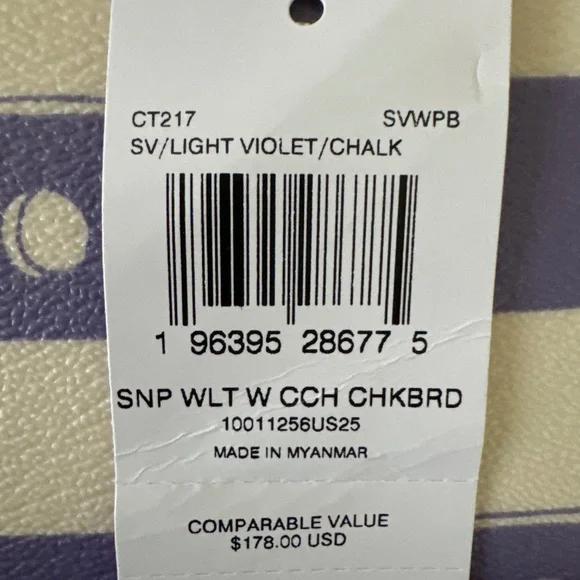 CT217 SVWPB
SV/LIGHT VIOLET/CHALK
1 96395 28677 5
SNP WLT W CCH CHKBRD
10011256US25
MADE IN MYANMAR
COMPARABLE VALUE
$178.00 USD